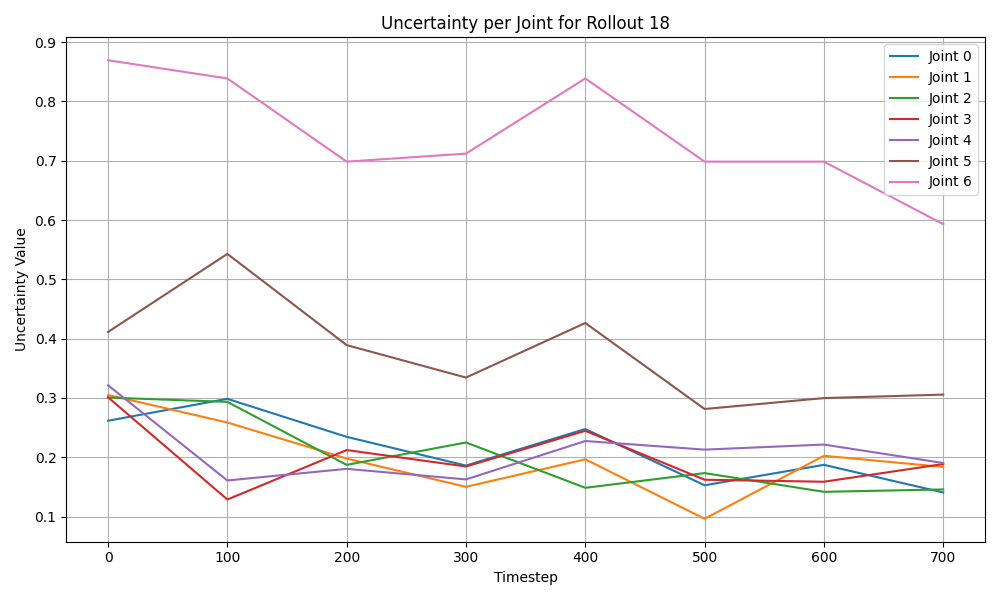 Uncertainty per Joint for Rollout 18
Uncertainty Value
0.9
0.8
0.7
0.6
0.5
0.4
0.3
0.2
0.1
Joint 0
Joint 1
Joint 2
Joint 3
Joint 4
Joint 5
Joint 6
0 100 200 300 400 500 600 700
Timestep